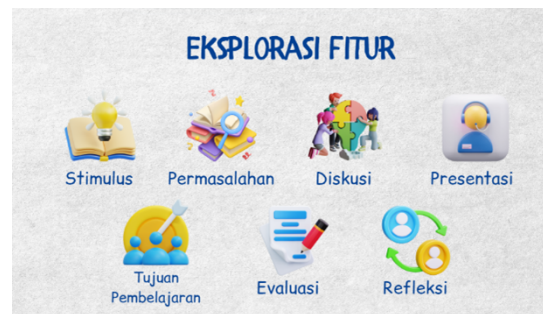 EKSPLORASI FITUR
Stimulus
Permasalahan
Diskusi
Presentasi
Tujuan
Pembelajaran
Evaluasi
Refleksi